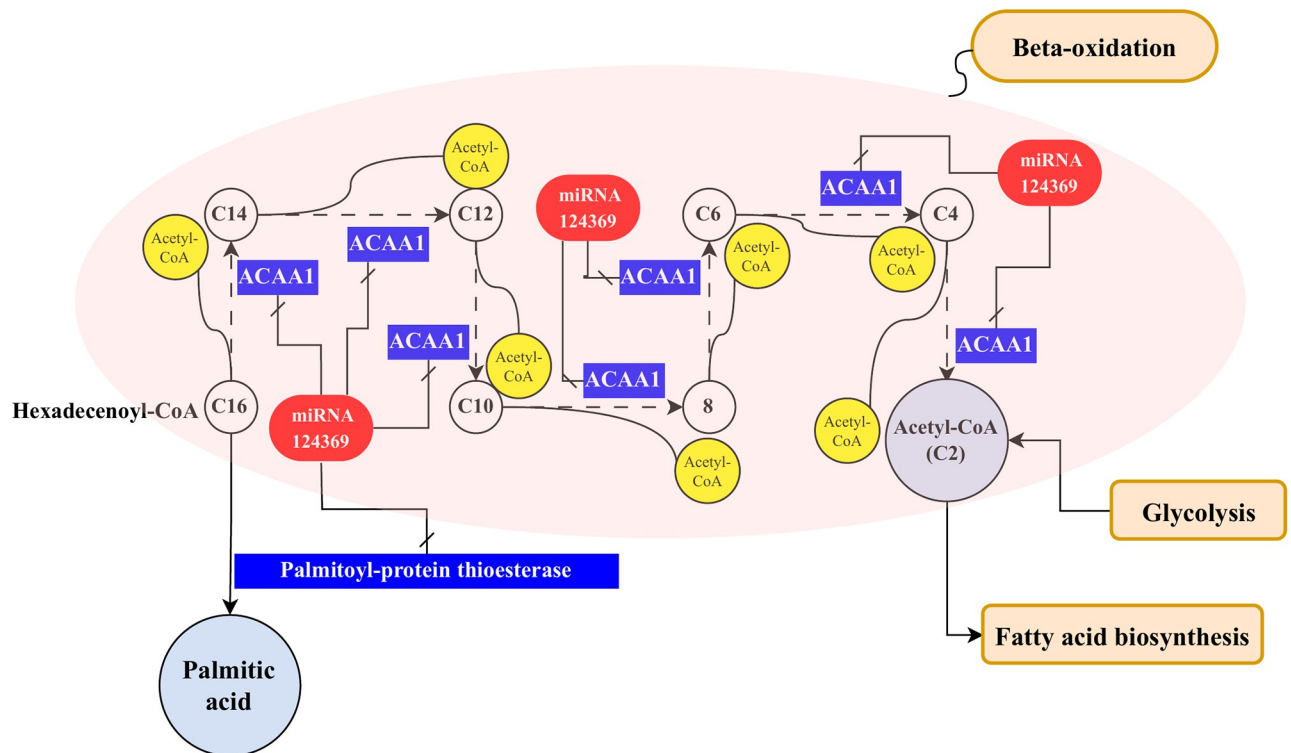 Beta-oxidation
Acetyl-
CoA
miRNA
124369
ACAA1
miRNA
124369
C14
C12
C6
C4
Acetyl-
CoA
ACAA1
Acetyl-
CoA
Acetyl-
CoA
ACAA1
ACAA1
ACAA1
ACAA1
Acetyl-
CoA
ACAA1
Hexadecenoyl-CoA
C16
C10
8
miRNA
124369
Acetyl-
CoA
Acetyl-CoA
(C2)
Acetyl-
CoA
Glycolysis
Palmitoyl-protein thioesterase
Fatty acid biosynthesis
Palmitic
acid